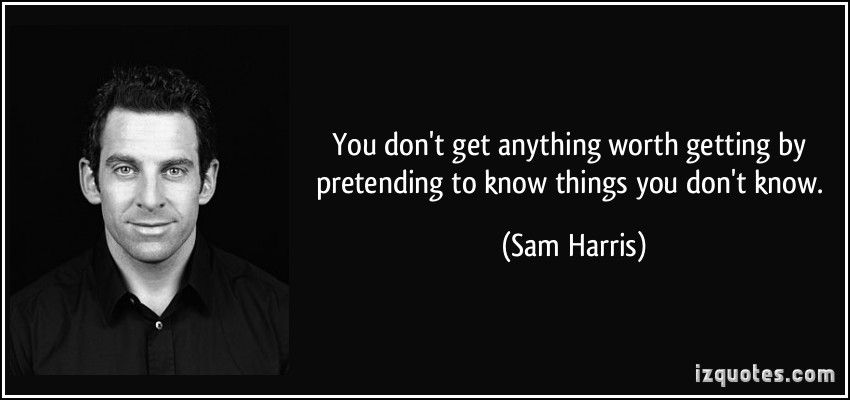 You don't get anything worth getting by
pretending to know things you don't know.
(Sam Harris)
izquotes.com